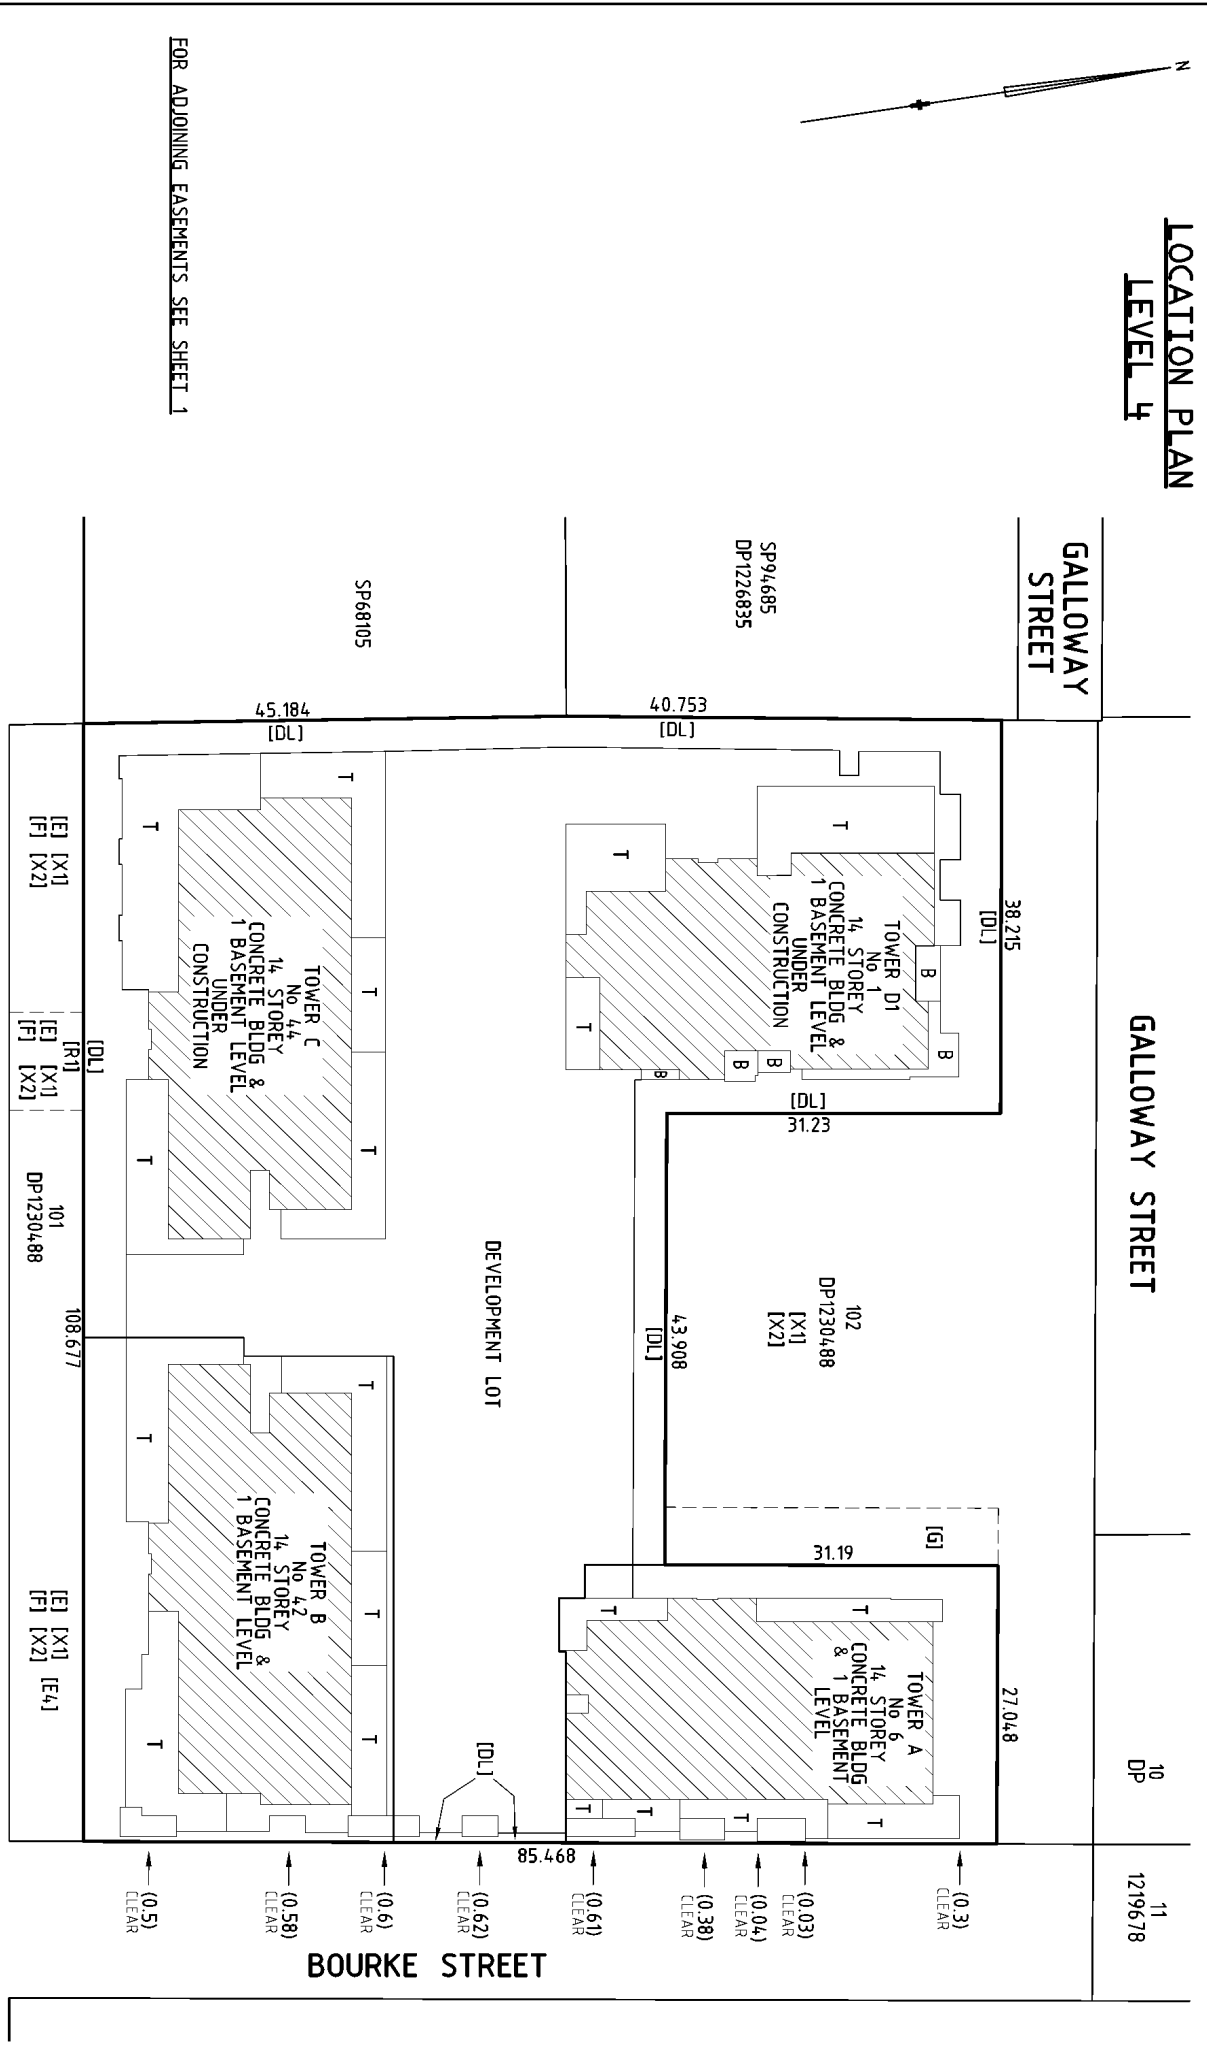 LOCATION PLAN
LEVEL 4
N
FOR ADJOINING EASEMENTS SEE SHEET 1
GALLOWAY
STREET
GALLOWAY STREET
10
DP
11
1219678
SP94685
DP1226835
SP68105
40.753
[DL]
45.184
[DL]
38.215
[DL]
[DL]
31.23
43.908
[DL]
31.19
[G]
27.048
102
DP1230488
[X1]
[X2]
TOWER D1
No 1
14 STOREY
CONCRETE BLDG &
1 BASEMENT LEVEL
UNDER
CONSTRUCTION
T
T
T
B
B
B
B
B
TOWER A
No 6
14 STOREY
CONCRETE BLDG
& 1 BASEMENT
LEVEL
T
T
T
T
T
T
DEVELOPMENT LOT
[DL]
TOWER C
No 44
14 STOREY
CONCRETE BLDG &
1 BASEMENT LEVEL
UNDER
CONSTRUCTION
T
T
T
T
T
TOWER B
No 42
14 STOREY
CONCRETE BLDG &
1 BASEMENT LEVEL
T
T
T
T
T
[DL]
[R1]
[E] [X1]
[F] [X2]
[E] [X1]
[F] [X2]
101
DP1230488
108.677
[E] [X1]
[F] [X2]
[E4]
85.468
(0.3)
CLEAR
(0.03)
CLEAR
(0.04)
CLEAR
(0.38)
CLEAR
(0.61)
CLEAR
(0.62)
CLEAR
(0.6)
CLEAR
(0.58)
CLEAR
(0.5)
CLEAR
BOURKE STREET